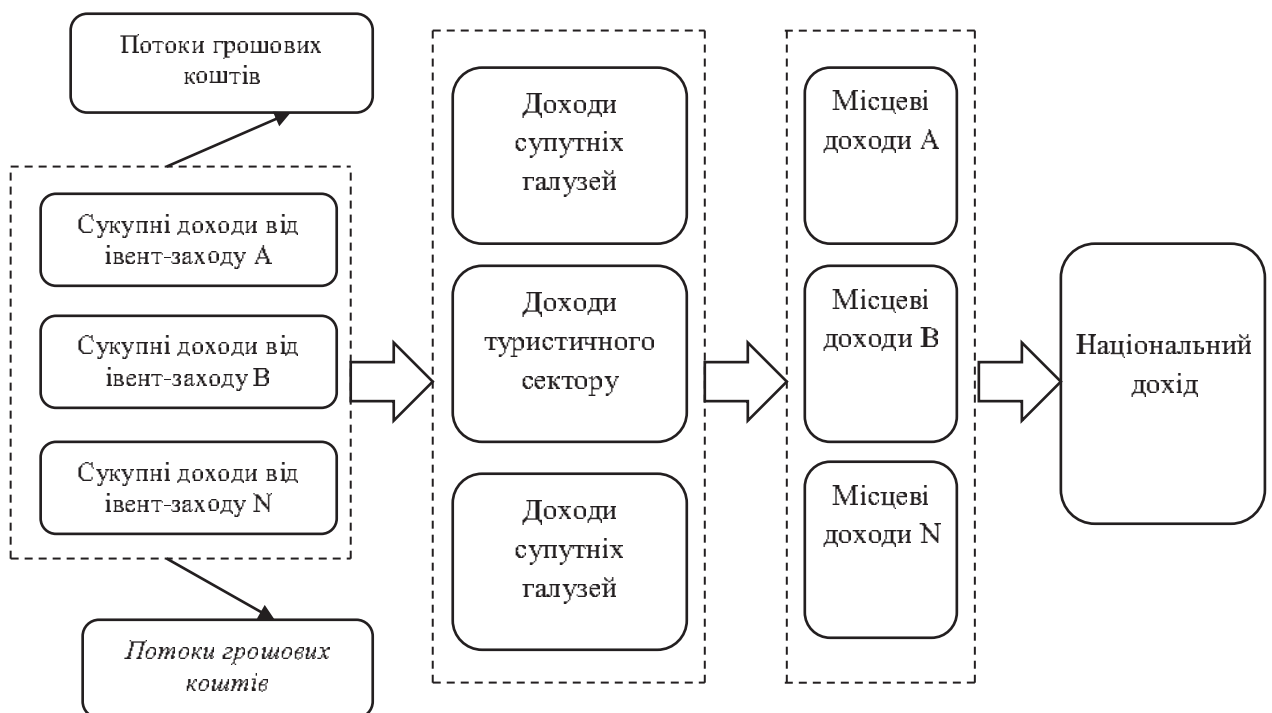 Потоки грошових
коштів
Сукупні доходи від
івент-заходу А
Сукупні доходи від
івент-заходу В
Сукупні доходи від
івент-заходу N
Потоки грошових
коштів
Доходи
супутніх
галузей
Доходи
туристичного
сектору
Доходи
супутніх
галузей
Місцеві
доходи А
Місцеві
доходи В
Місцеві
доходи N
Національний
дохід